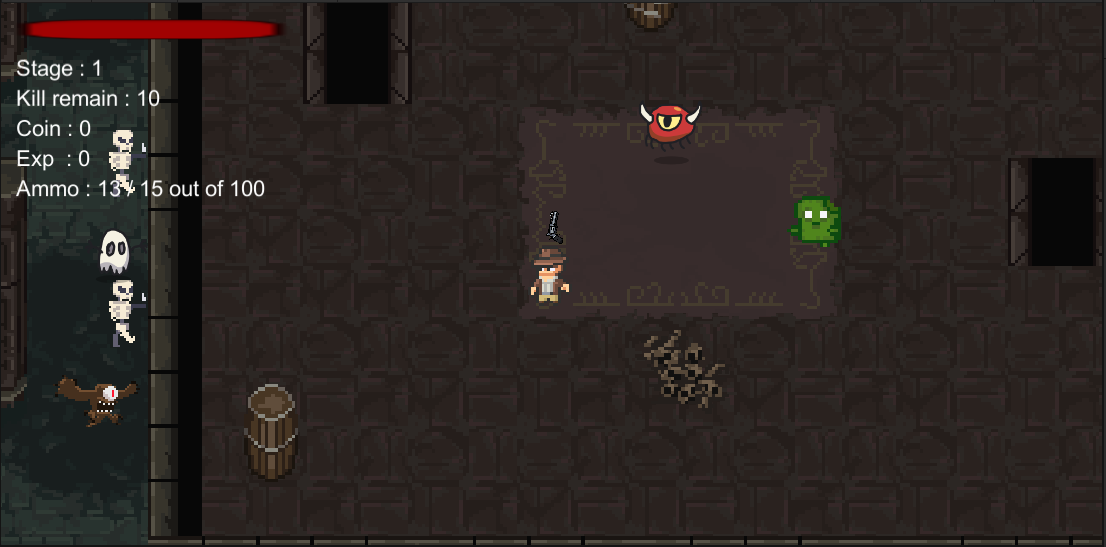 Stage : 1
Kill remain : 10
Coin : 0
Exp : 0
Ammo : 13 / 15 out of 100